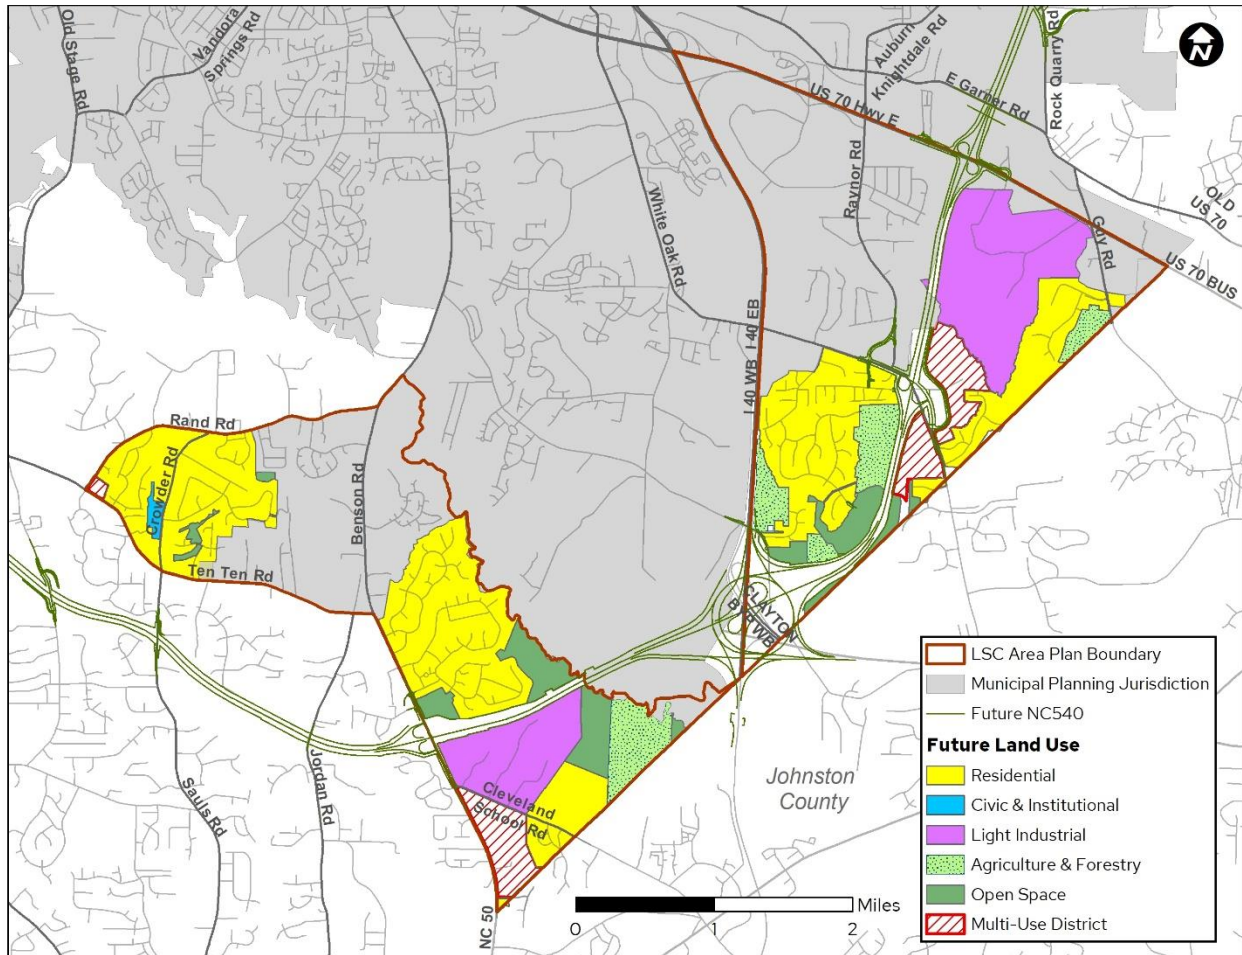 Old Stage Rd
Vandora
Springs Rd
Auburn
Knightdale Rd
Rock Quarry Rd
N
E Garner Rd
US 70 Hwy E
White Oak Rd
Raynor Rd
OLD
US 70
Guy Rd
US 70 BUS
I 40 WB I 40 EB
Rand Rd
Crowder Rd
Benson Rd
Ten Ten Rd
CLAYTON
BYP WB
Sauls Rd
Jordan Rd
Cleveland
School Rd
Johnston
County
NC 50
0 1 2
Miles
LSC Area Plan Boundary
Municipal Planning Jurisdiction
Future NC540
Future Land Use
Residential
Civic & Institutional
Light Industrial
Agriculture & Forestry
Open Space
Multi-Use District